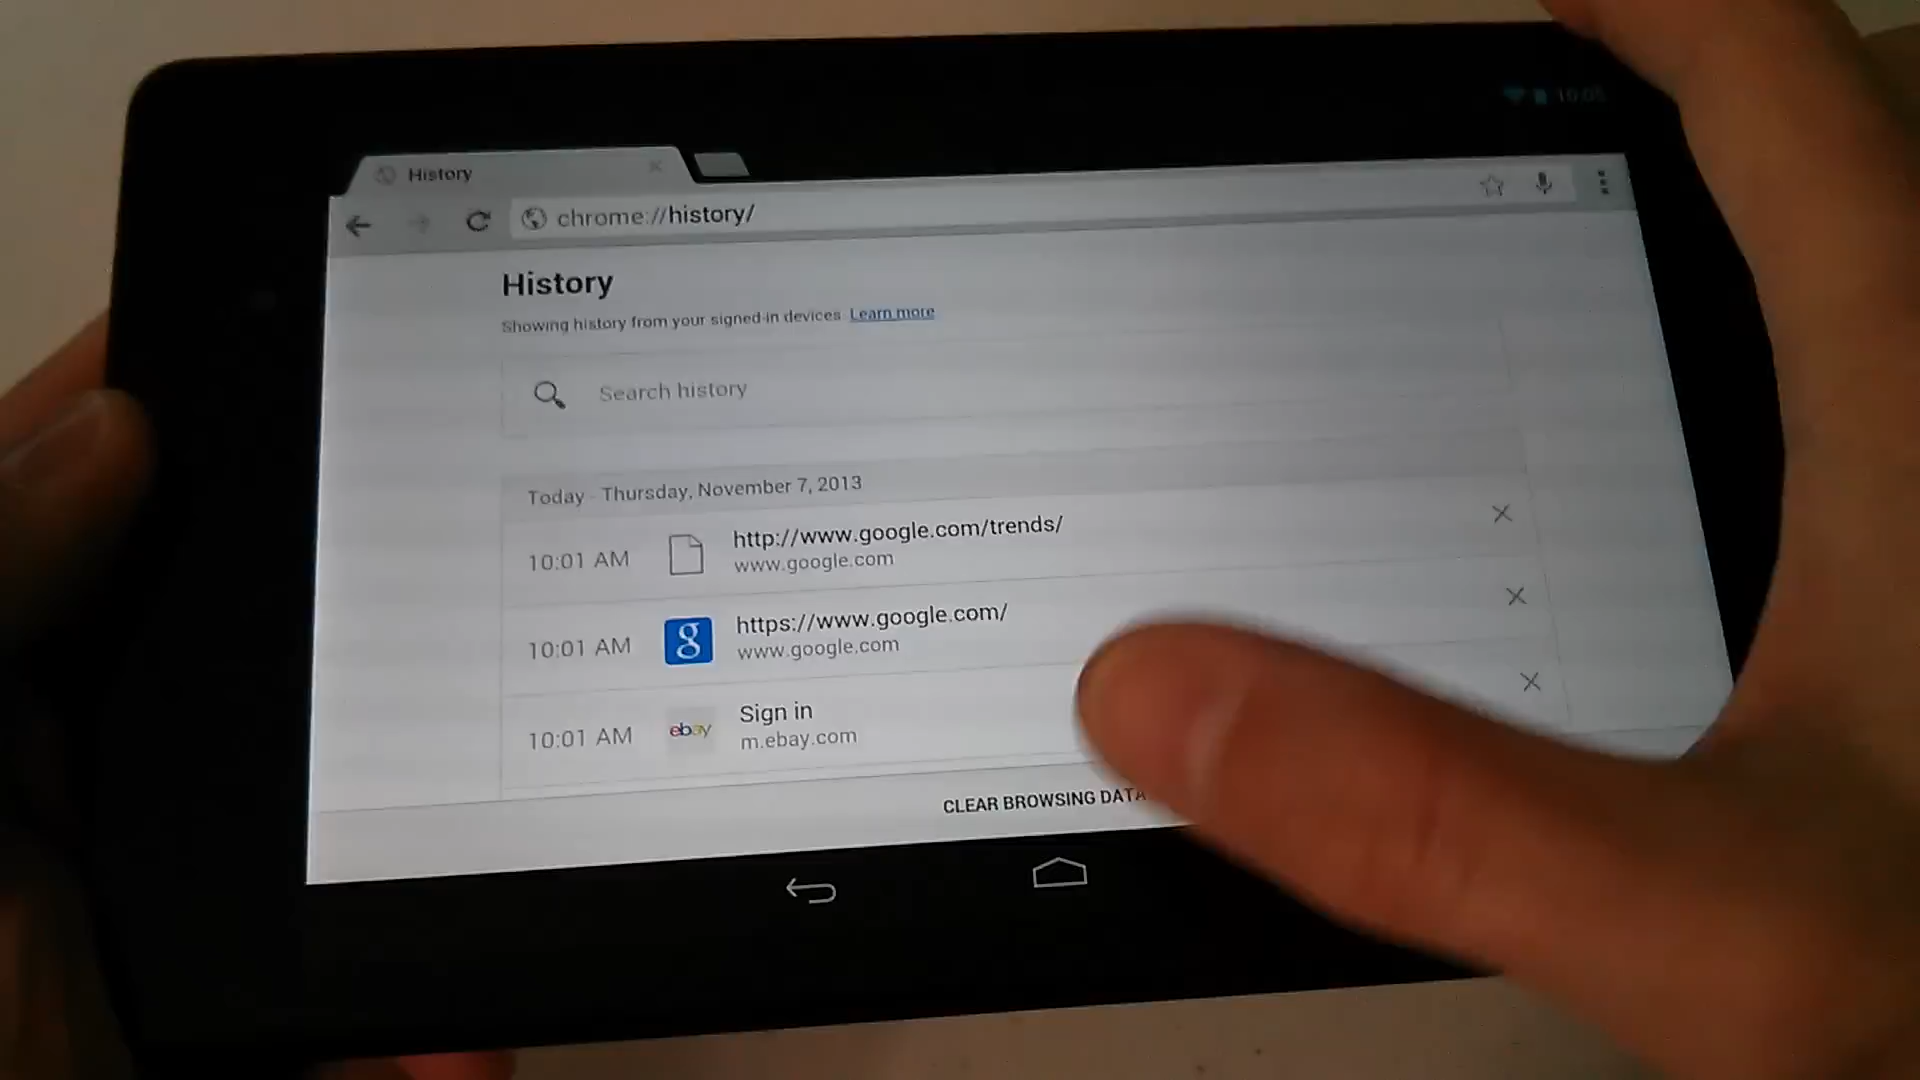 10:05
History
chrome://history/
History
Showing history from your signed-in devices Learn more
Search history
Today - Thursday, November 7, 2013
10:01 AM
http://www.google.com/trends/
www.google.com
10:01 AM
g
https://www.google.com/
www.google.com
10:01 AM
ebay
Sign in
m.ebay.com
CLEAR BROWSING DATA